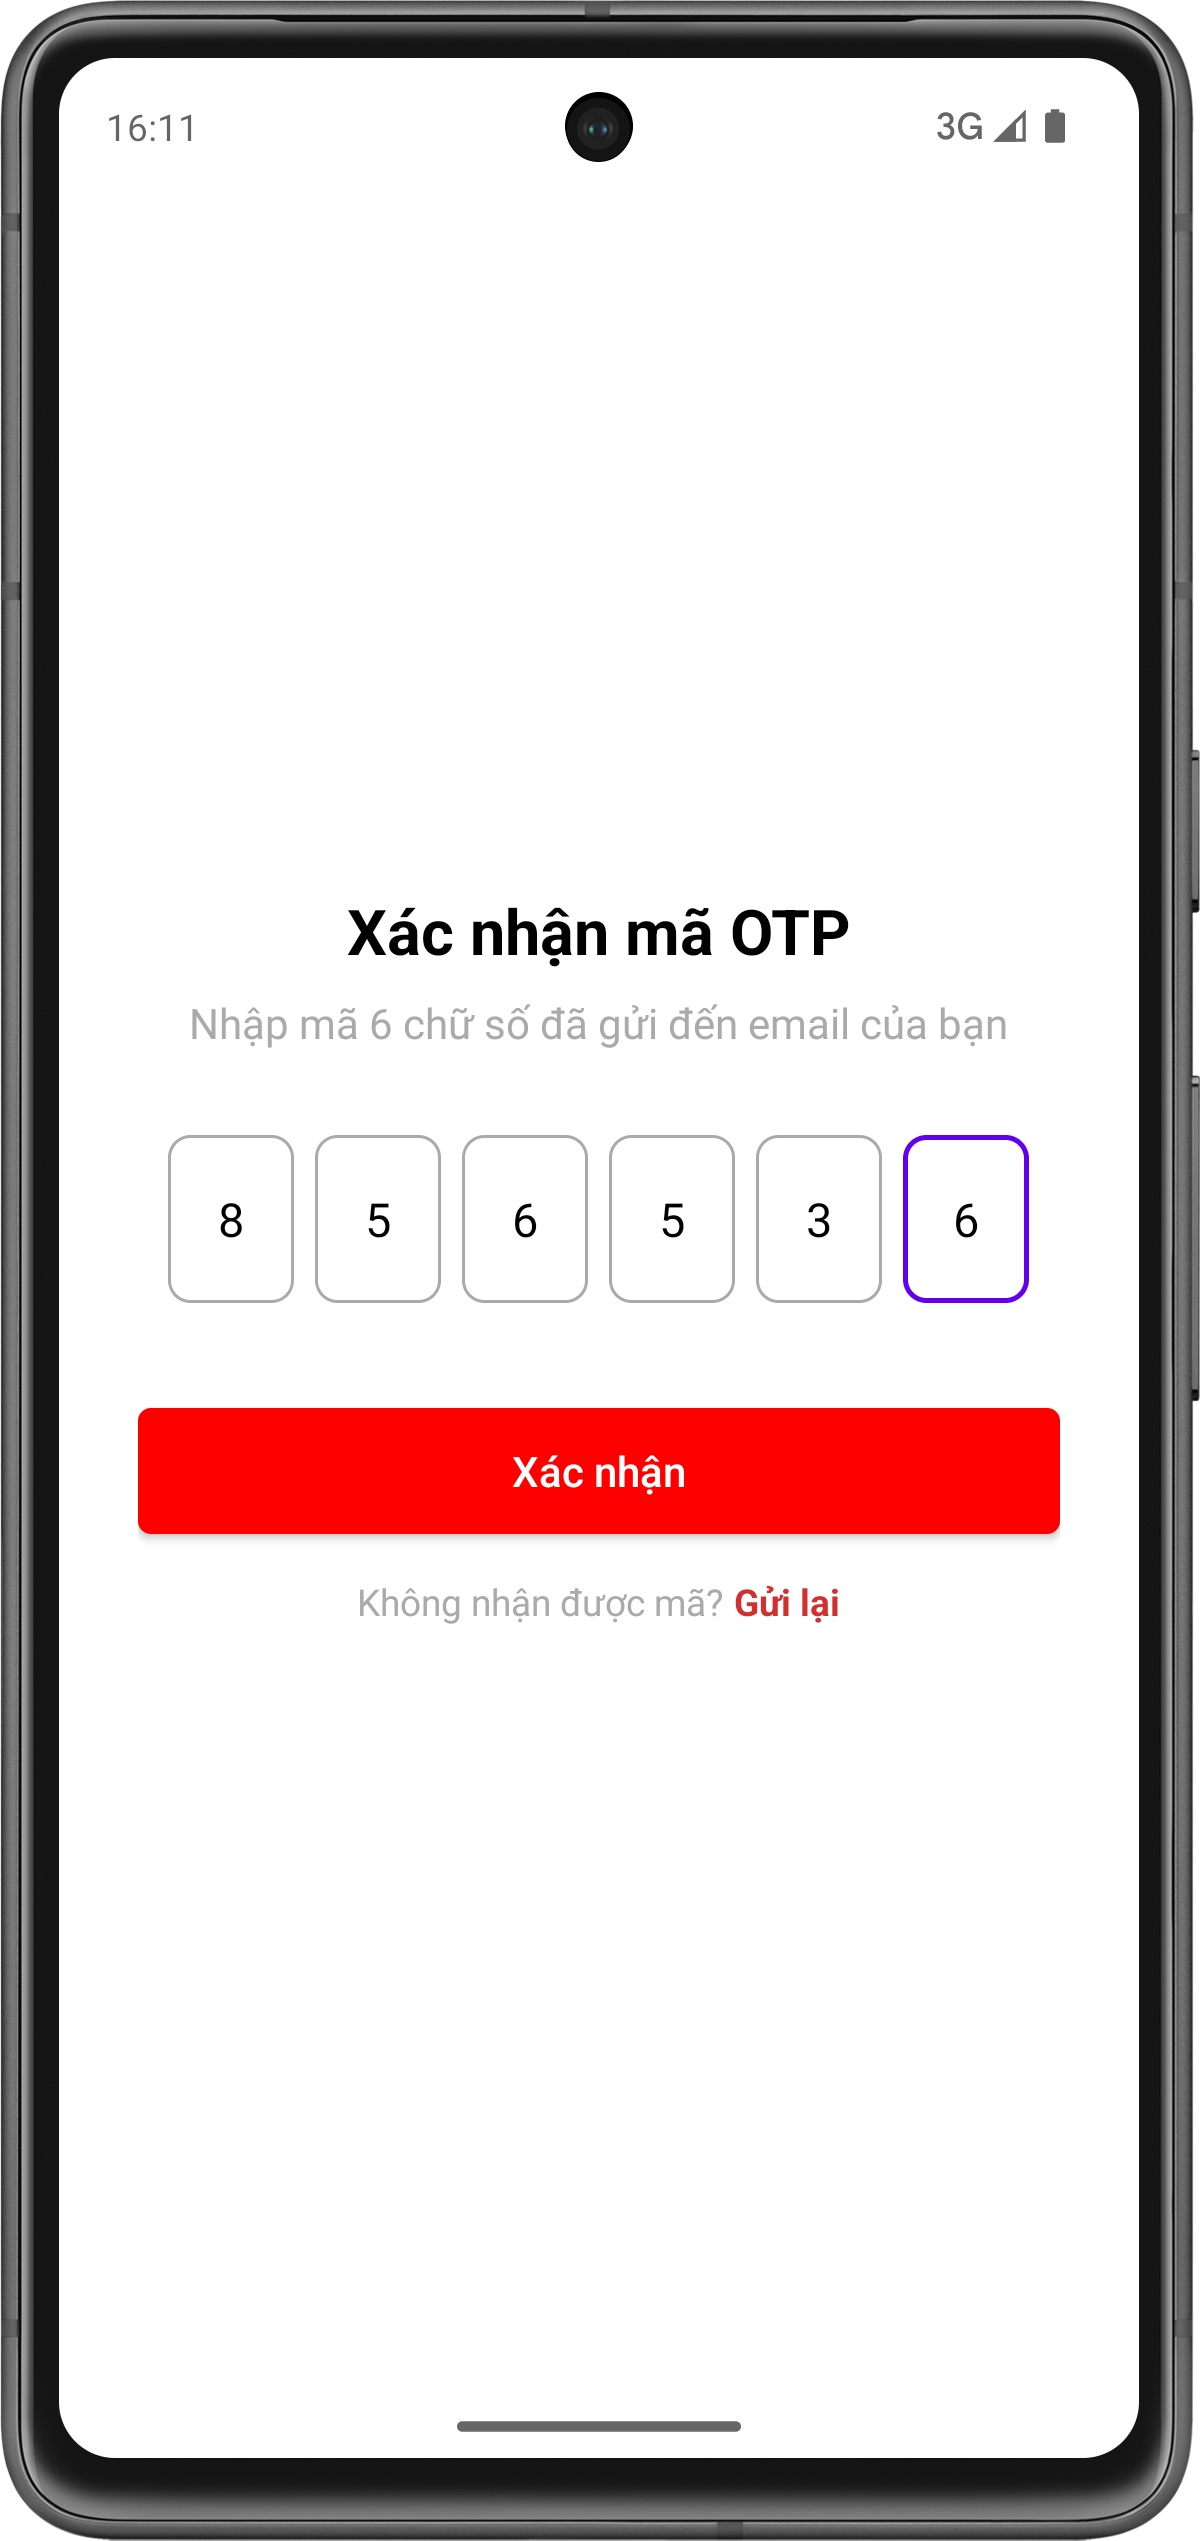 16:11 3G
Xác nhận mã OTP
Nhập mã 6 chữ số đã gửi đến email của bạn
8 5 6 5 3 6
Xác nhận
Không nhận được mã? Gửi lại